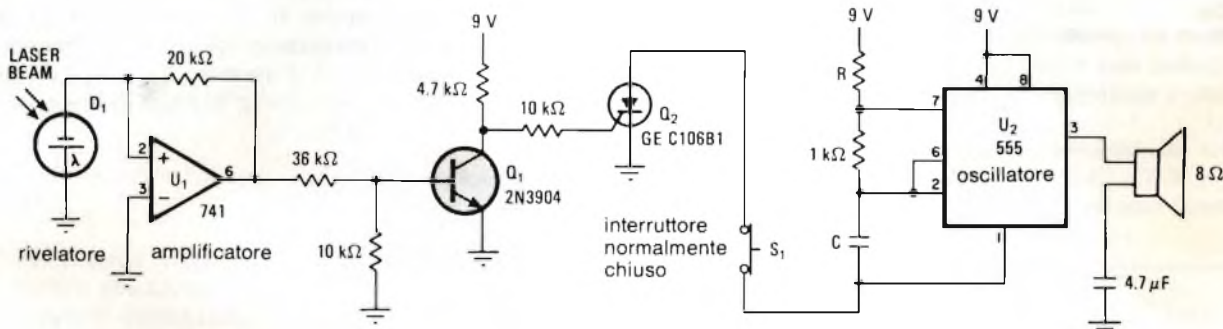 LASER
BEAM
D1
λ
rivelatore
20 kΩ
2
+
3
−
U1
6
741
amplificatore
36 kΩ
10 kΩ
9 V
4.7 kΩ
Q1
2N3904
10 kΩ
Q2
GE C106B1
interruttore
normalmente
chiuso
S1
9 V
R
1 kΩ
C
9 V
4
8
7
6
2
U2
555
oscillatore
3
1
8 Ω
4.7 µF